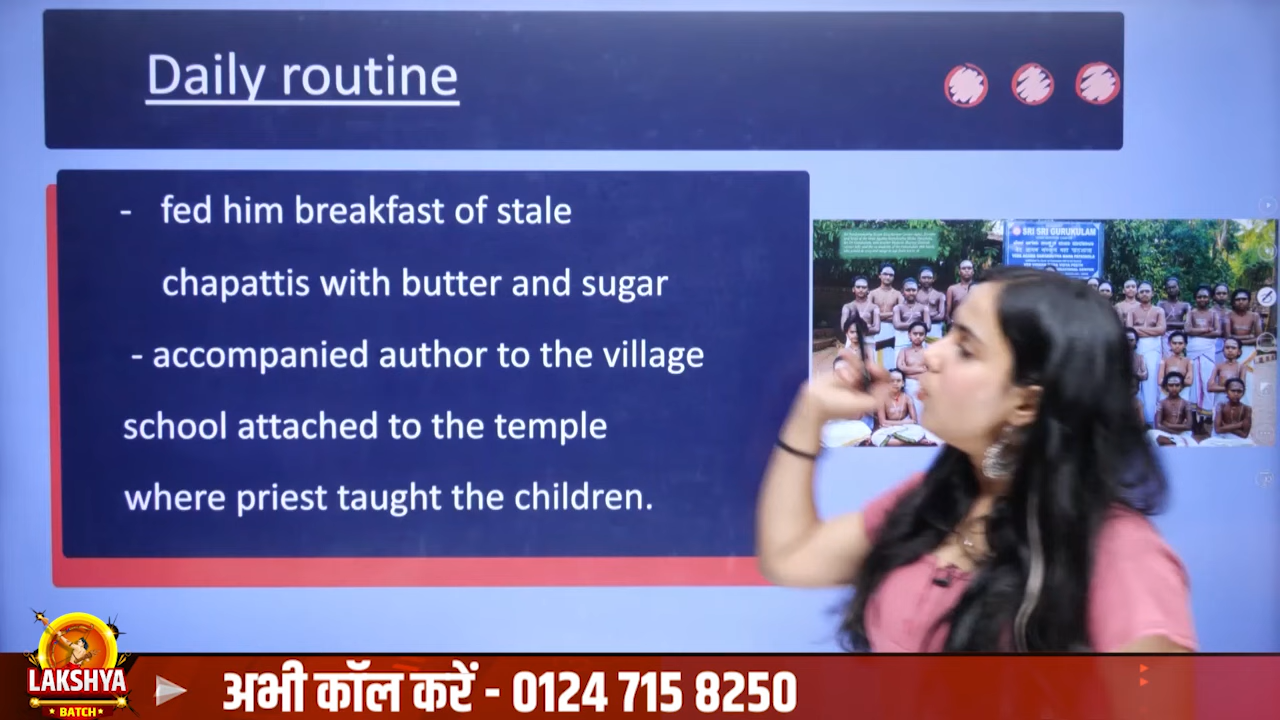 Daily routine
- fed him breakfast of stale
chapattis with butter and sugar
- accompanied author to the village
school attached to the temple
where priest taught the children.
SRI SRI GURUKULAM
LAKSHYA
BATCH
अभी कॉल करें - 0124 715 8250